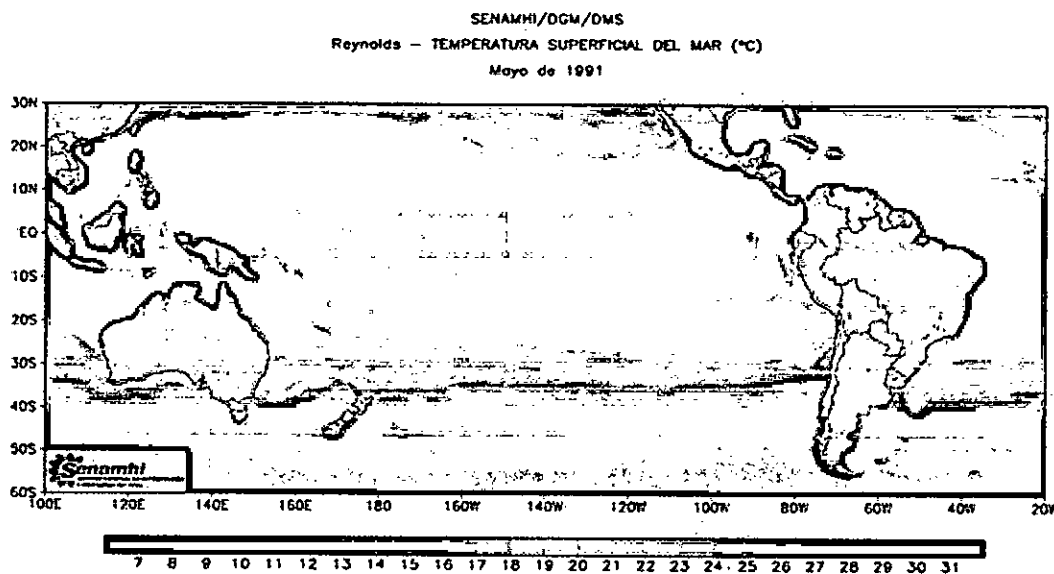 SENAMHI/DGM/DMS
Reynolds – TEMPERATURA SUPERFICIAL DEL MAR (°C)
Mayo de 1991
30N
20N
10N
EQ
10S
20S
30S
40S
50S
60S
Senamhi
100E 120E 140E 160E 180 160W 140W 120W 100W 80W 60W 40W 20W
7 8 9 10 11 12 13 14 15 16 17 18 19 20 21 22 23 24 25 26 27 28 29 30 31